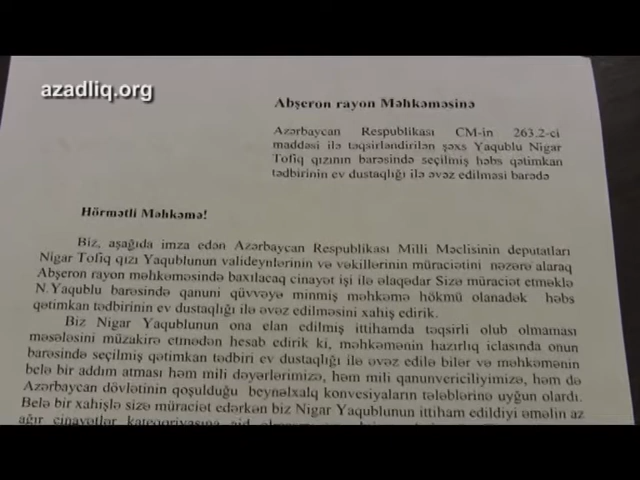 azadliq.org
Abşeron rayon Məhkəməsinə
Azərbaycan Respublikası CM-in 263.2-ci
maddəsi ilə təqsirləndirilən şəxs Yaqublu Nigar
Tofiq qızının barəsində seçilmiş həbs qətimkan
tədbirinin ev dustaqlığı ilə əvəz edilməsi barədə
Hörmətli Məhkəmə!
Biz, aşağıda imza edən Azərbaycan Respublikası Milli Məclisinin deputatları
Nigar Tofiq qızı Yaqublunun valideynlərinin və vəkillərinin müraciətini nəzərə alaraq
Abşeron rayon məhkəməsində baxılacaq cinayət işi ilə əlaqədar Sizə müraciət etməklə
N.Yaqublu barəsində qanuni qüvvəyə minmiş məhkəmə hökmü olanadək həbs
qətimkan tədbirinin ev dustaqlığı ilə əvəz edilməsini xahiş edirik.
Biz Nigar Yaqublunun ona elan edilmiş ittihamda təqsirli olub olmaması
məsələsini müzakirə etmədən hesab edirik ki, məhkəmənin hazırlıq iclasında onun
barəsində seçilmiş qətimkan tədbiri ev dustaqlığı ilə əvəz edilə bilər və məhkəmənin
belə bir addım atması həm mili dəyərlərimizə, həm mili qanunvericiliyimizə, həm də
Azərbaycan dövlətinin qoşulduğu beynəlxalq konvesiyaların tələblərinə uyğun olardı.
Belə bir xahişlə sizə müraciət edərkən biz Nigar Yaqublunun ittiham edildiyi əməlin az
ağır cinayətlər kateqoriyasına aid